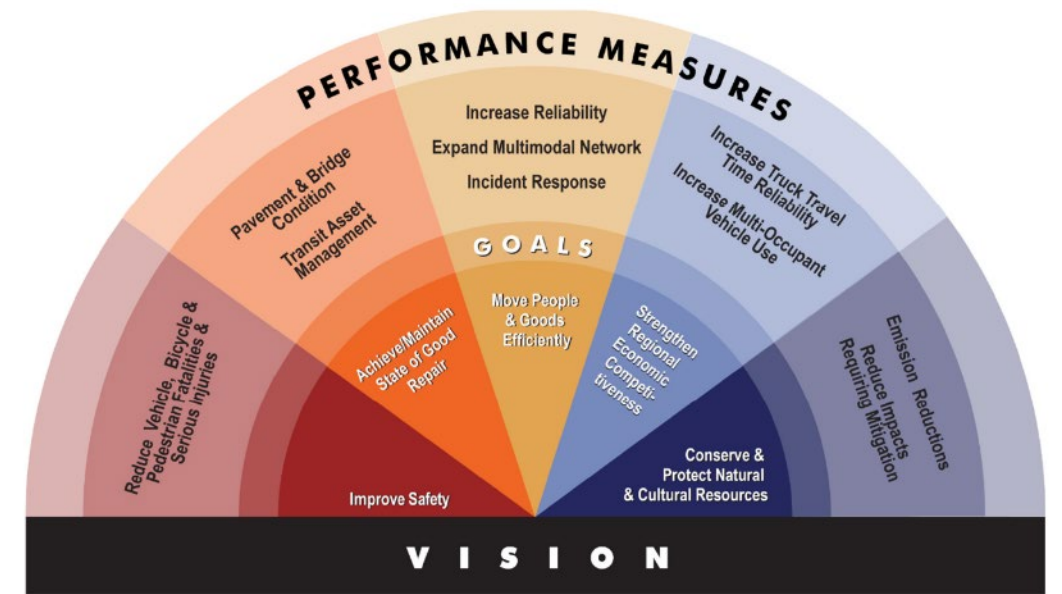 PERFORMANCE MEASURES
Reduce Vehicle, Bicycle &
Pedestrian Fatalities &
Serious Injuries
Pavement & Bridge
Condition
Transit Asset
Management
Increase Reliability
Expand Multimodal Network
Incident Response
Increase Truck Travel
Time Reliability
Increase Multi-Occupant
Vehicle Use
Emission Reductions
Reduce Impacts
Requiring Mitigation
GOALS
Improve Safety
Achieve/Maintain
State of Good
Repair
Move People
& Goods
Efficiently
Strengthen
Regional
Economic
Competi-
tiveness
Conserve &
Protect Natural
& Cultural Resources
VISION